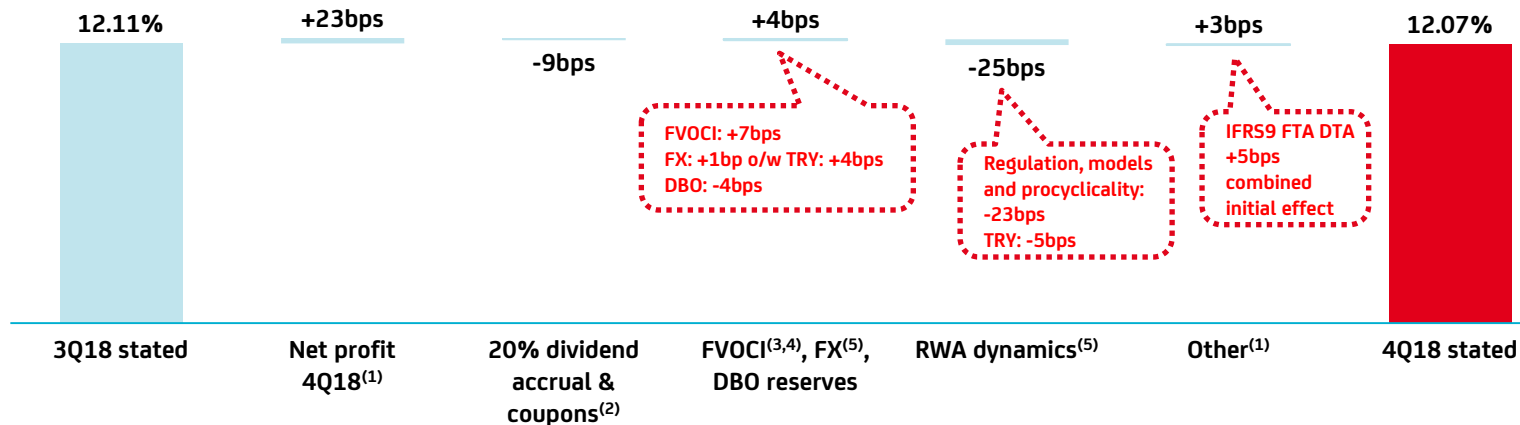 12.11%
+23bps
-9bps
+4bps
-25bps
+3bps
12.07%
FVOCI: +7bps
FX: +1bp o/w TRY: +4bps
DBO: -4bps
Regulation, models
and procyclicality:
-23bps
TRY: -5bps
IFRS9 FTA DTA
+5bps
combined
initial effect
3Q18 stated
Net profit
4Q18(1)
20% dividend
accrual &
coupons(2)
FVOCI(3,4), FX(5),
DBO reserves
RWA dynamics(5)
Other(1)
4Q18 stated